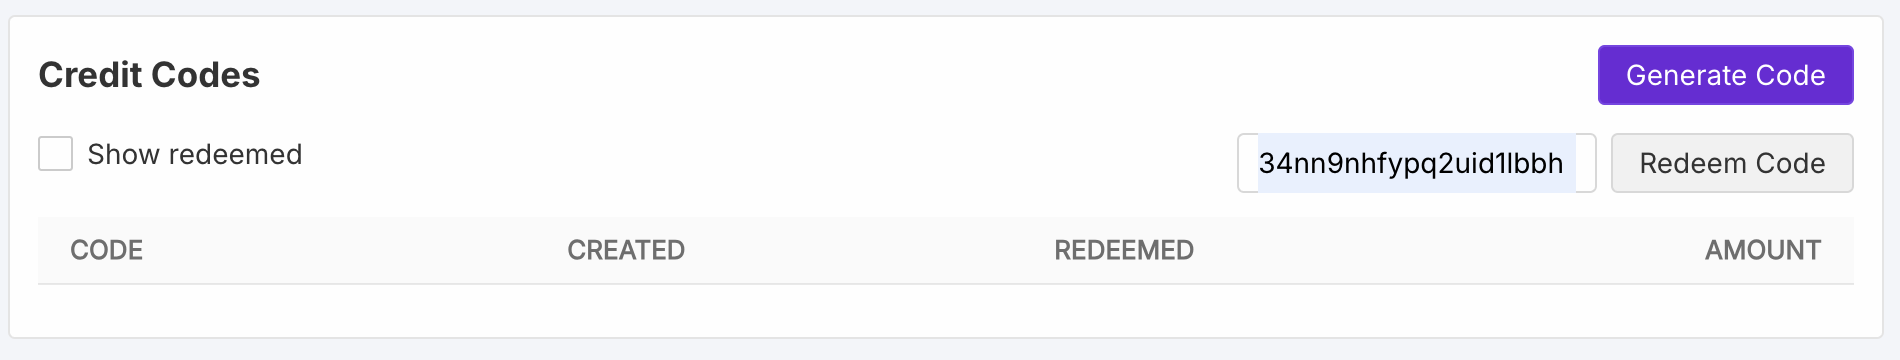 Credit Codes
Generate Code
Show redeemed
34nn9nhfypq2uid1lbbh
Redeem Code
CODE CREATED REDEEMED AMOUNT